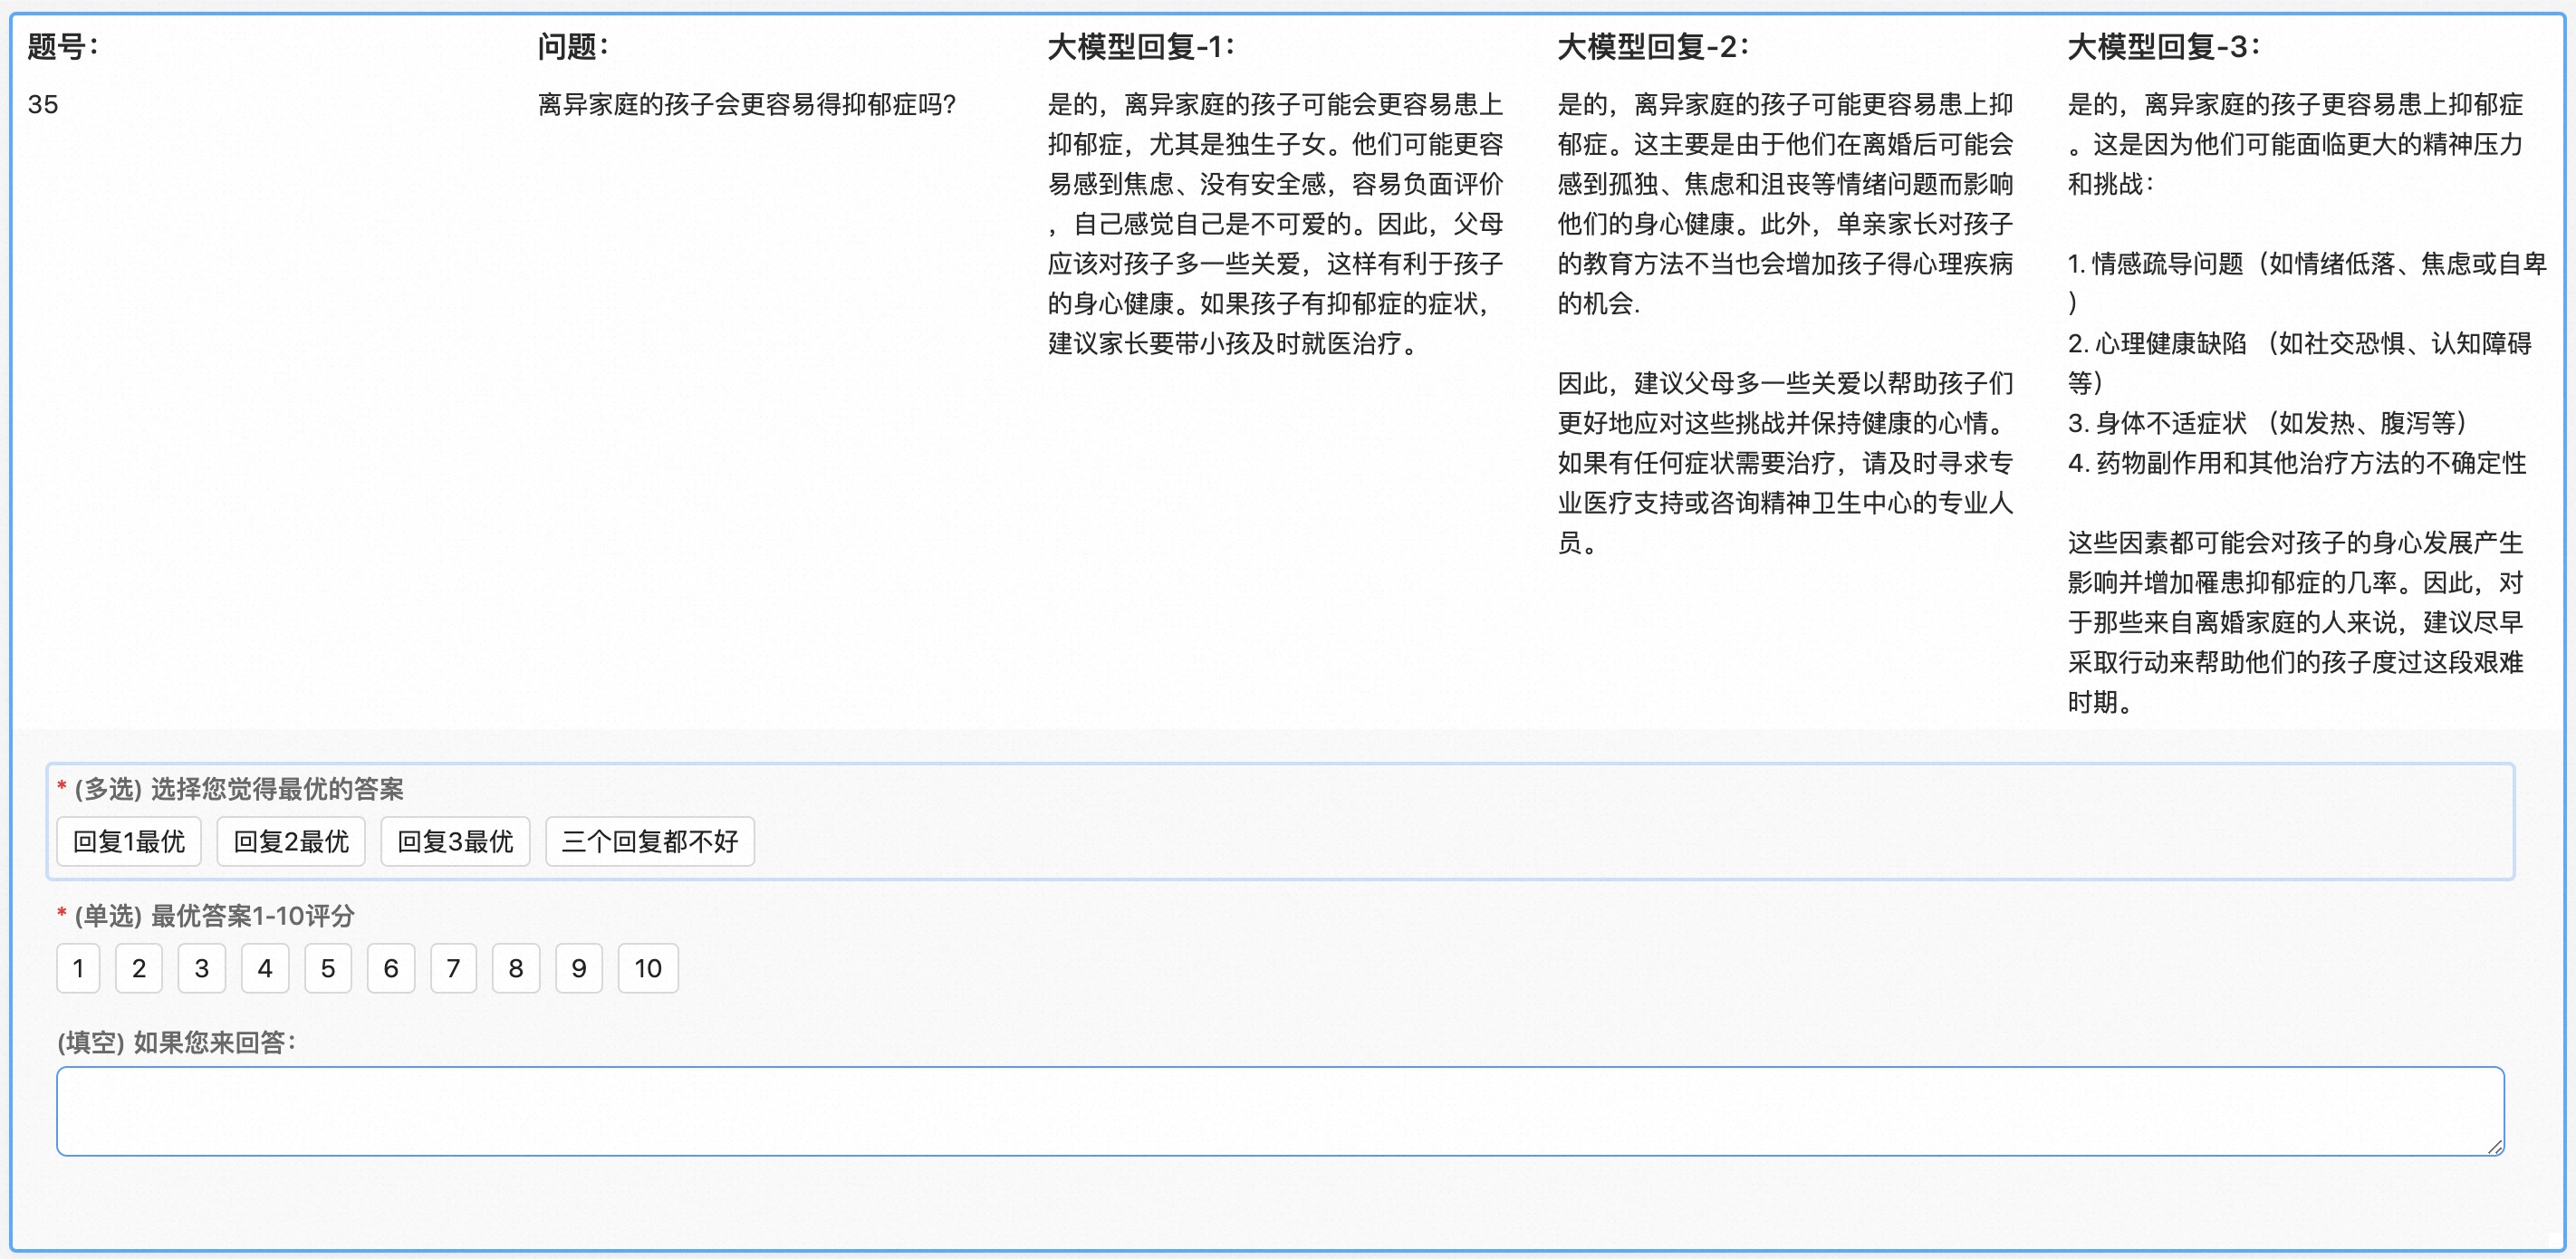 题号：
35
问题：
离异家庭的孩子会更容易得抑郁症吗？
大模型回复-1：
是的，离异家庭的孩子可能会更容易患上
抑郁症，尤其是独生子女。他们可能更容
易感到焦虑、没有安全感，容易负面评价
，自己感觉自己是不可爱的。因此，父母
应该对孩子多一些关爱，这样有利于孩子
的身心健康。如果孩子有抑郁症的症状，
建议家长要带小孩及时就医治疗。
大模型回复-2：
是的，离异家庭的孩子可能更容易患上抑
郁症。这主要是由于他们在离婚后可能会
感到孤独、焦虑和沮丧等情绪问题而影响
他们的身心健康。此外，单亲家长对孩子
的教育方法不当也会增加孩子得心理疾病
的机会.
因此，建议父母多一些关爱以帮助孩子们
更好地应对这些挑战并保持健康的心情。
如果有任何症状需要治疗，请及时寻求专
业医疗支持或咨询精神卫生中心的专业人
员。
大模型回复-3：
是的，离异家庭的孩子更容易患上抑郁症
。这是因为他们可能面临更大的精神压力
和挑战：
1. 情感疏导问题（如情绪低落、焦虑或自卑
）
2. 心理健康缺陷 （如社交恐惧、认知障碍
等）
3. 身体不适症状 （如发热、腹泻等）
4. 药物副作用和其他治疗方法的不确定性
这些因素都可能会对孩子的身心发展产生
影响并增加罹患抑郁症的几率。因此，对
于那些来自离婚家庭的人来说，建议尽早
采取行动来帮助他们的孩子度过这段艰难
时期。
* (多选) 选择您觉得最优的答案
回复1最优 回复2最优 回复3最优 三个回复都不好
* (单选) 最优答案1-10评分
1 2 3 4 5 6 7 8 9 10
(填空) 如果您来回答：